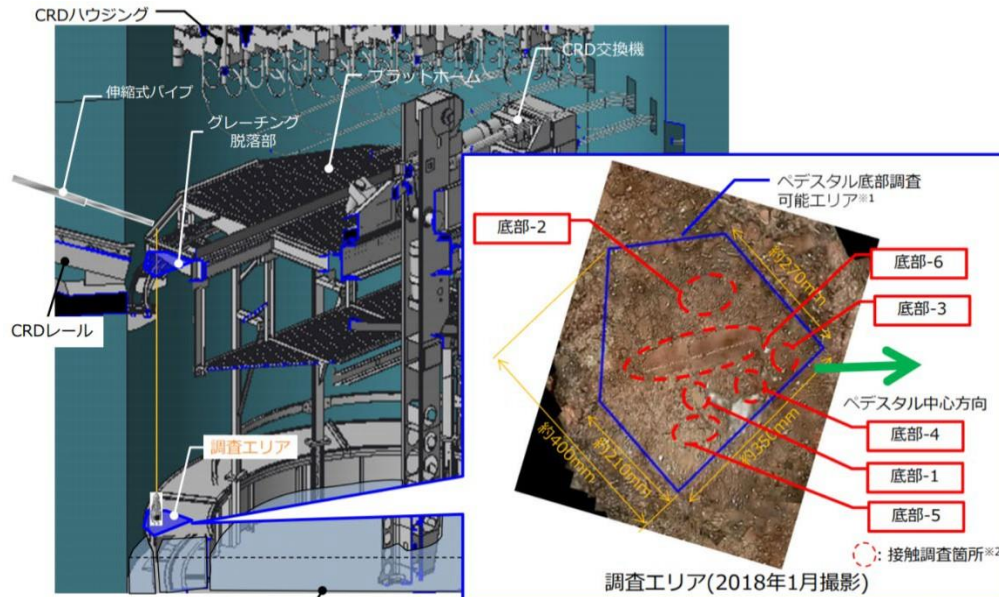 CRDハウジング
CRD交換機
プラットホーム
伸縮式パイプ
グレーチング
脱落部
CRDレール
調査エリア
ペデスタル底部調査
可能エリア※1
底部-2
底部-6
底部-3
約270mm
ペデスタル中心方向
底部-4
底部-1
底部-5
約400mm
約210mm
約350mm
:接触調査箇所※2
調査エリア(2018年1月撮影)